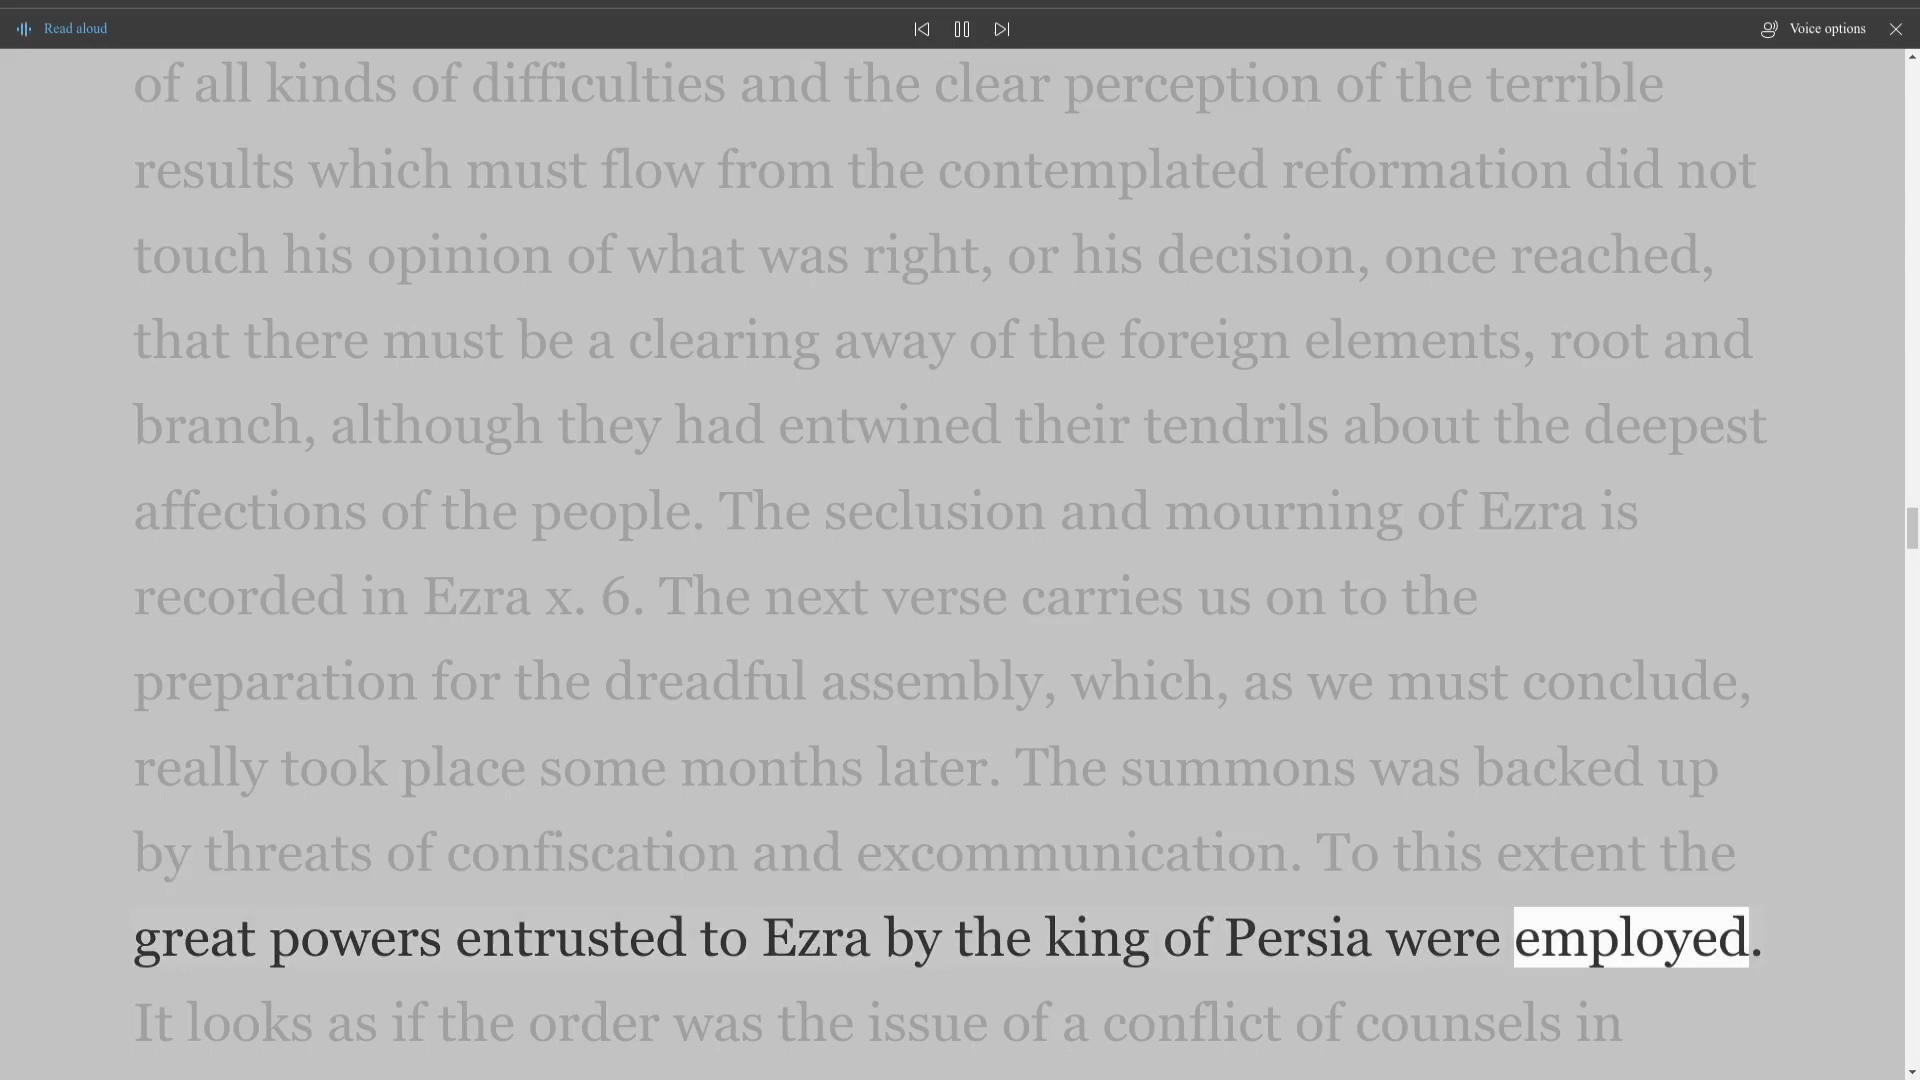 Read aloud
Voice options
of all kinds of difficulties and the clear perception of the terrible
results which must flow from the contemplated reformation did not
touch his opinion of what was right, or his decision, once reached,
that there must be a clearing away of the foreign elements, root and
branch, although they had entwined their tendrils about the deepest
affections of the people. The seclusion and mourning of Ezra is
recorded in Ezra x. 6. The next verse carries us on to the
preparation for the dreadful assembly, which, as we must conclude,
really took place some months later. The summons was backed up
by threats of confiscation and excommunication. To this extent the
great powers entrusted to Ezra by the king of Persia were employed.
It looks as if the order was the issue of a conflict of counsels in